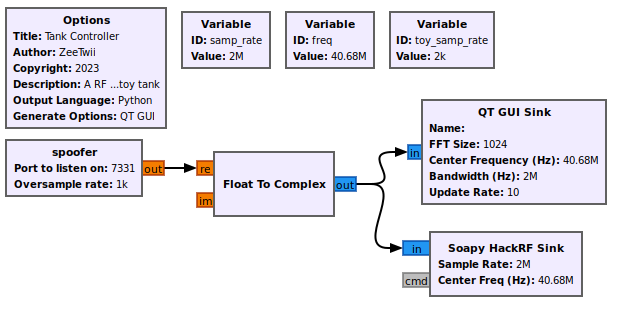 Options
Title: Tank Controller
Author: ZeeTwii
Copyright: 2023
Description: A RF ...toy tank
Output Language: Python
Generate Options: QT GUI
Variable
ID: samp_rate
Value: 2M
Variable
ID: freq
Value: 40.68M
Variable
ID: toy_samp_rate
Value: 2k
spoofer
Port to listen on: 7331
Oversample rate: 1k
out
re
im
Float To Complex
out
in
QT GUI Sink
Name:
FFT Size: 1024
Center Frequency (Hz): 40.68M
Bandwidth (Hz): 2M
Update Rate: 10
in
cmd
Soapy HackRF Sink
Sample Rate: 2M
Center Freq (Hz): 40.68M